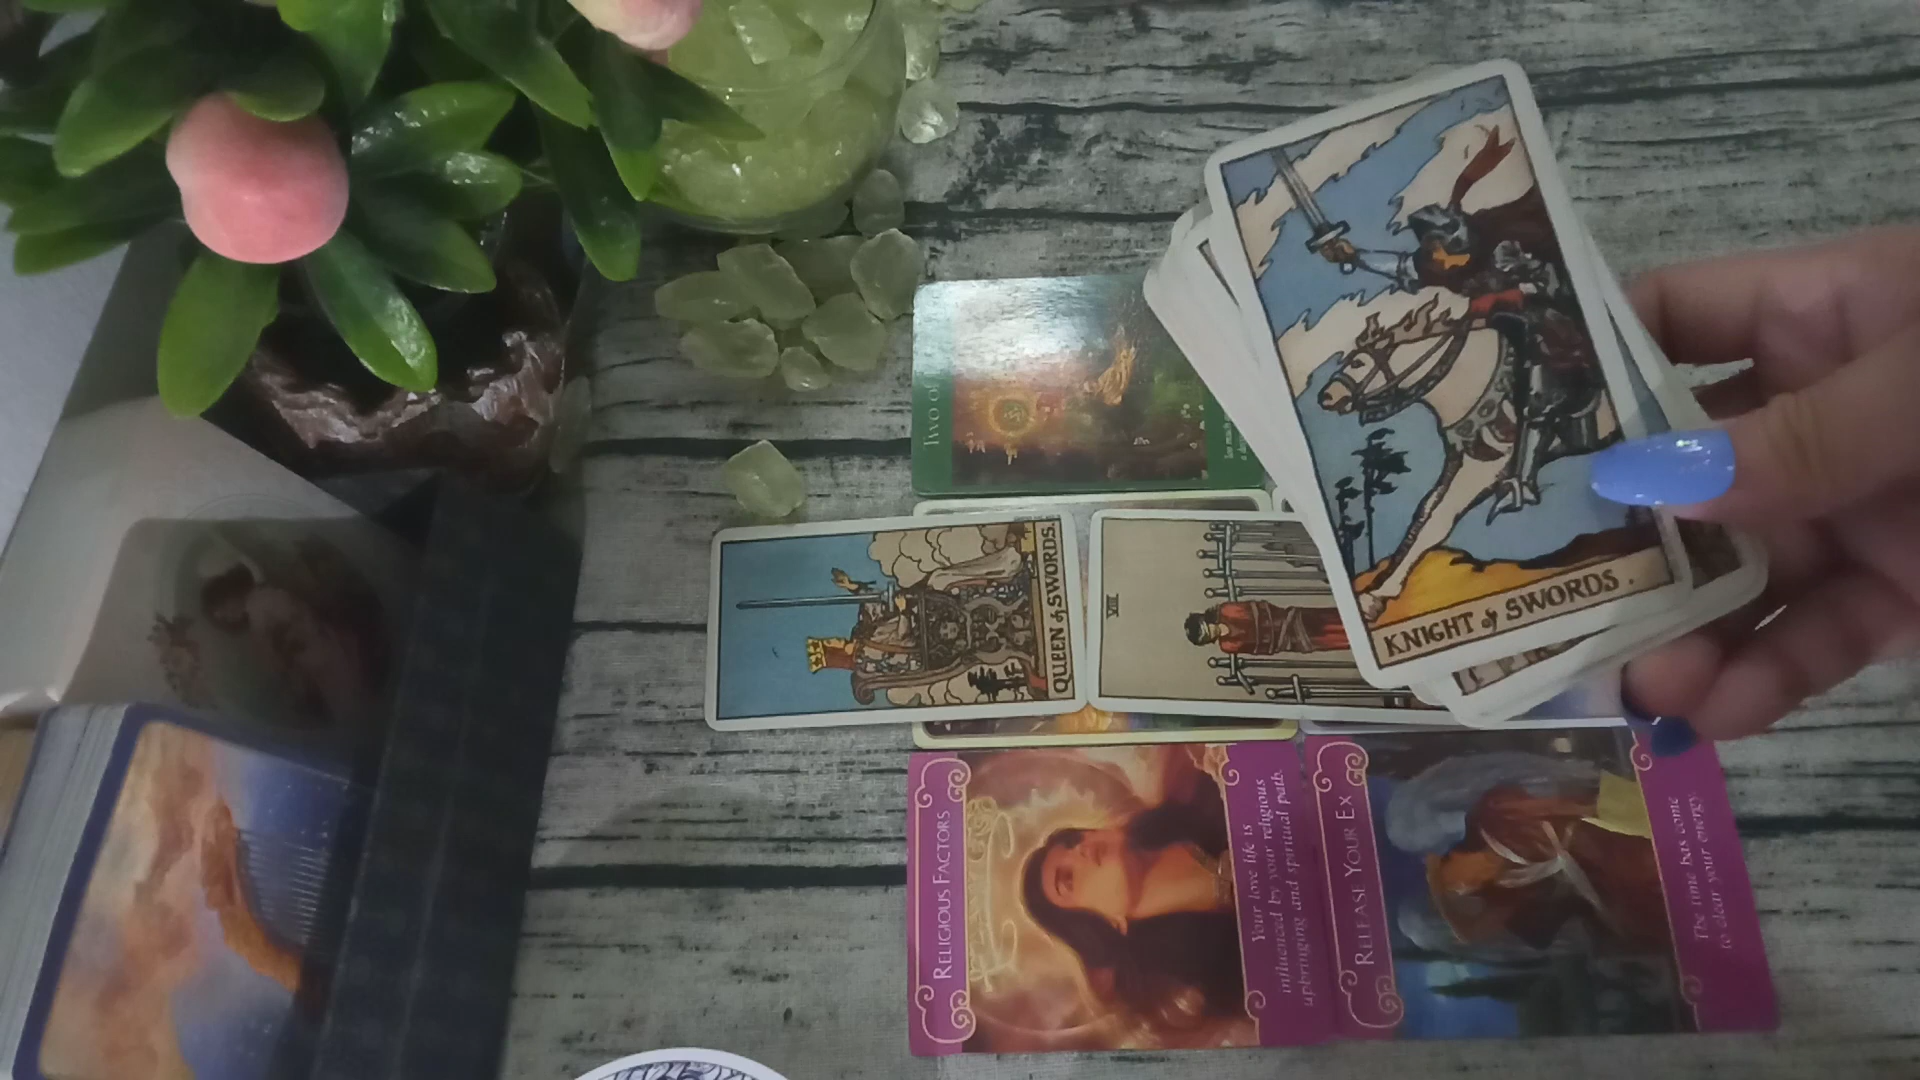 Two of
KNIGHT of SWORDS.
QUEEN of SWORDS.
VIII
RELIGIOUS FACTORS
Your love life is
influenced by your religious
upbringing and spiritual path.
RELEASE YOUR EX
The time has come
to clear your energy